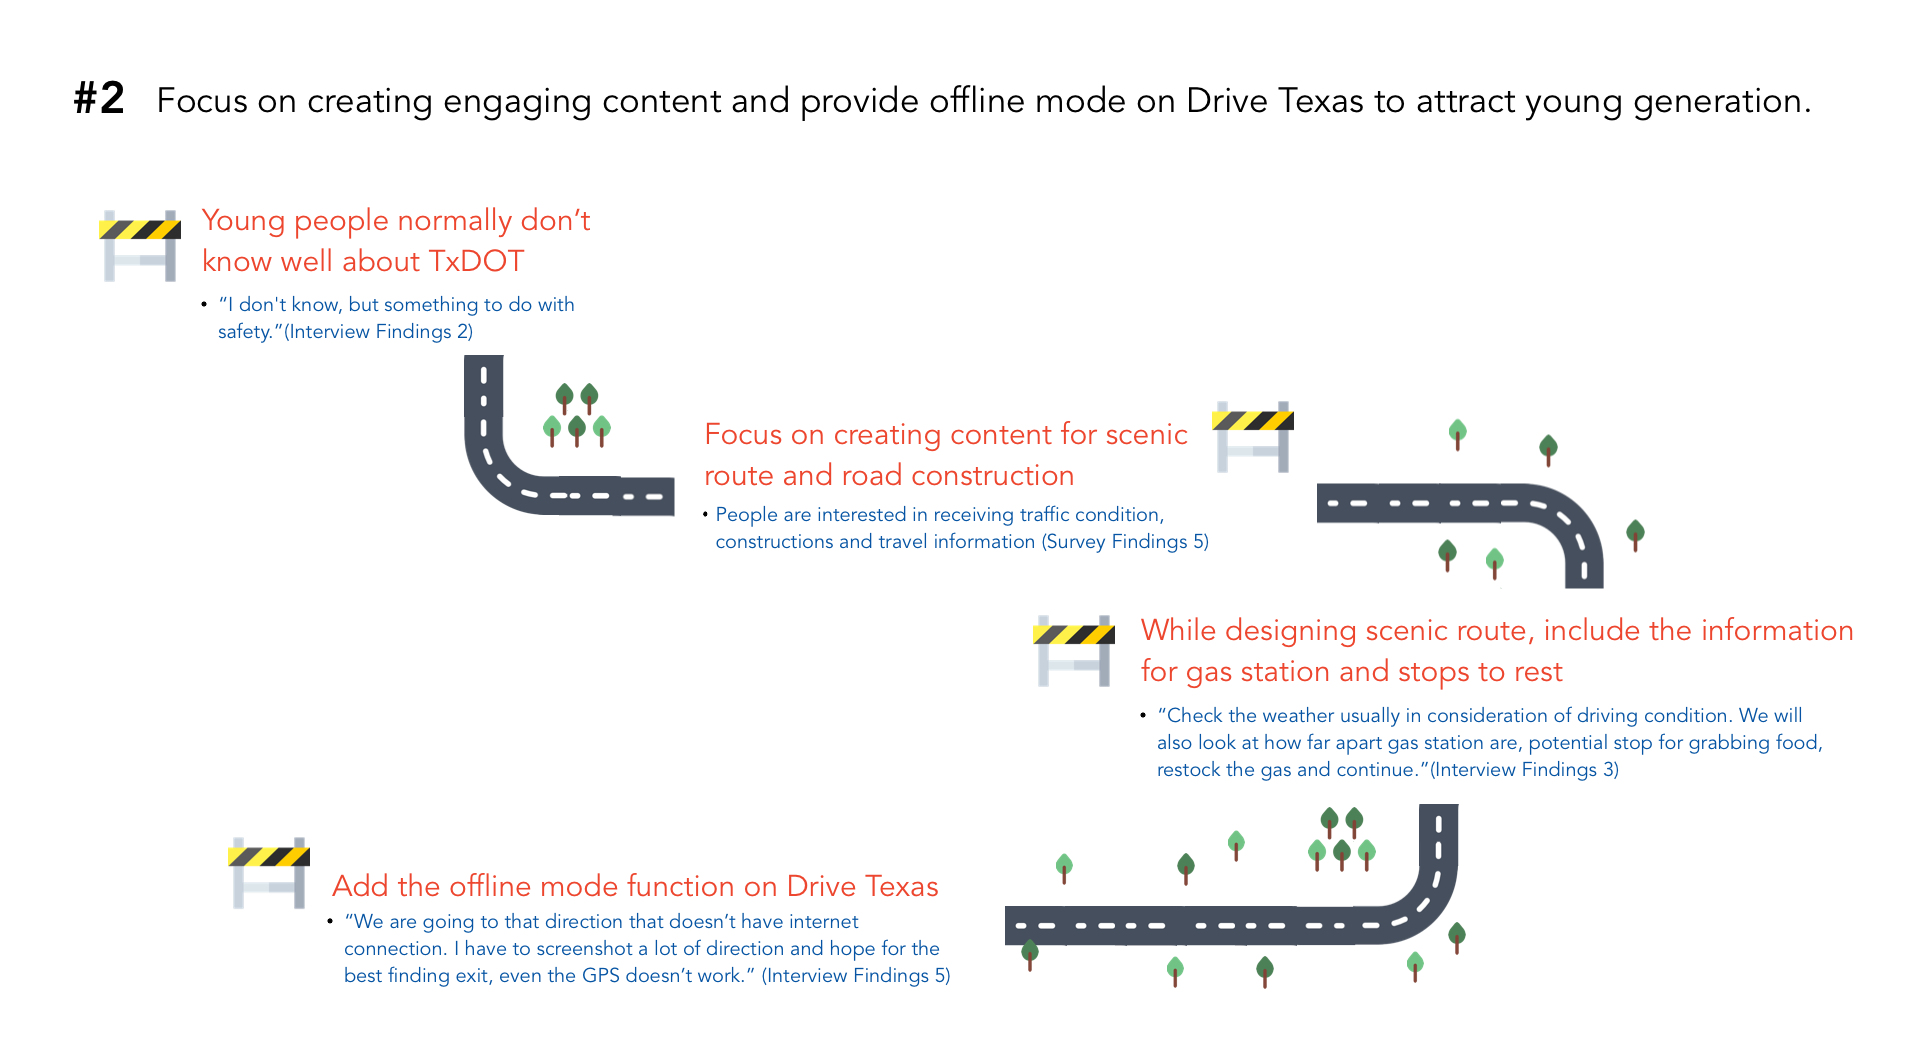 #2 Focus on creating engaging content and provide offline mode on Drive Texas to attract young generation.
Young people normally don’t
know well about TxDOT
• “I don't know, but something to do with
safety.”(Interview Findings 2)
Focus on creating content for scenic
route and road construction
• People are interested in receiving traffic condition,
constructions and travel information (Survey Findings 5)
While designing scenic route, include the information
for gas station and stops to rest
• “Check the weather usually in consideration of driving condition. We will
also look at how far apart gas station are, potential stop for grabbing food,
restock the gas and continue.”(Interview Findings 3)
Add the offline mode function on Drive Texas
• “We are going to that direction that doesn’t have internet
connection. I have to screenshot a lot of direction and hope for the
best finding exit, even the GPS doesn’t work.” (Interview Findings 5)